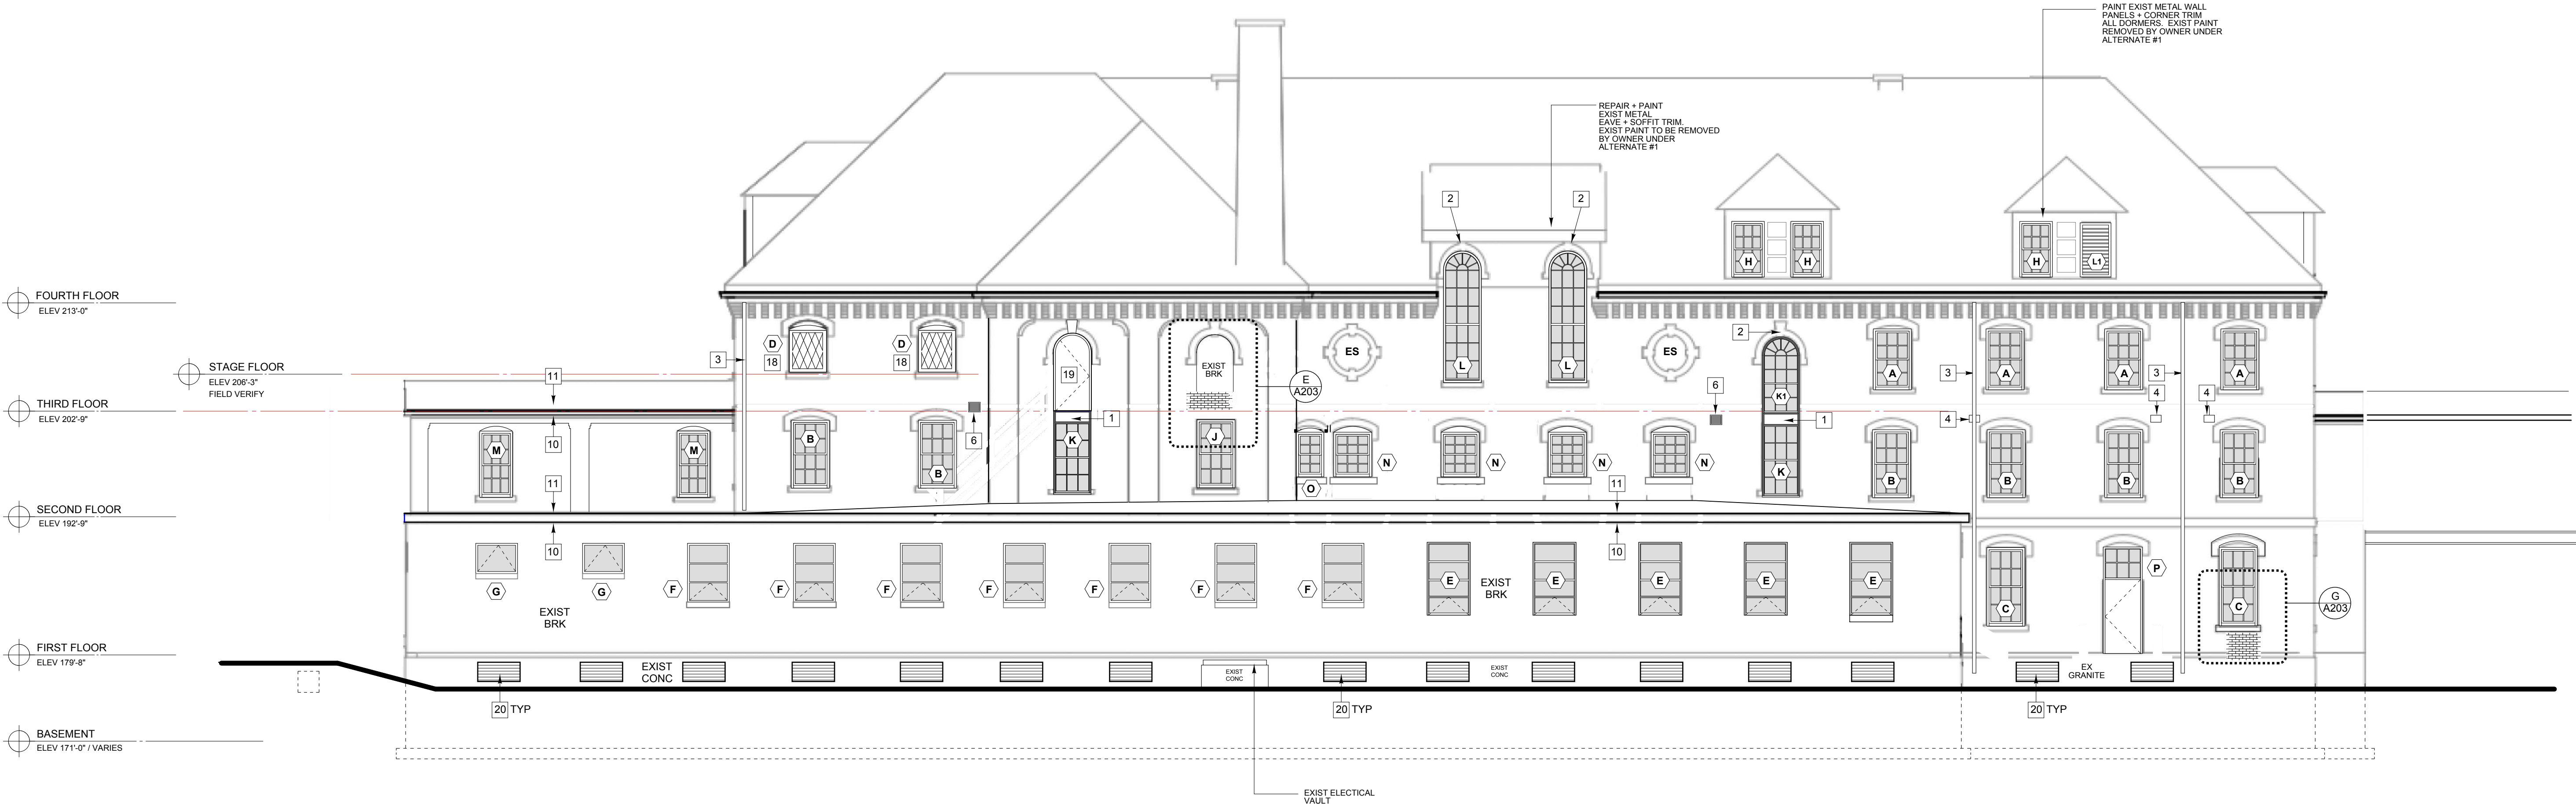 PAINT EXIST METAL WALL
PANELS + CORNER TRIM
ALL DORMERS. EXIST PAINT
REMOVED BY OWNER UNDER
ALTERNATE #1
REPAIR + PAINT
EXIST METAL
EAVE + SOFFIT TRIM.
EXIST PAINT TO BE REMOVED
BY OWNER UNDER
ALTERNATE #1
2
2
H
H
H
L1
FOURTH FLOOR
ELEV 213'-0"
D
18
D
18
3
19
EXIST
BRK
E
A203
ES
L
L
ES
2
K1
A
A
3
A
3
A
STAGE FLOOR
ELEV 206'-3"
FIELD VERIFY
11
THIRD FLOOR
ELEV 202'-9"
10
6
1
6
1
4
4
4
M
M
B
B
K
J
O
N
N
N
N
K
B
B
B
B
11
11
SECOND FLOOR
ELEV 192'-9"
10
10
G
G
F
F
F
F
F
F
F
E
E
EXIST
BRK
E
E
E
C
P
C
G
A203
EXIST
BRK
FIRST FLOOR
ELEV 179'-8"
EXIST
CONC
EXIST
CONC
EXIST
CONC
EX
GRANITE
20 TYP
20 TYP
20 TYP
BASEMENT
ELEV 171'-0" / VARIES
EXIST ELECTICAL
VAULT